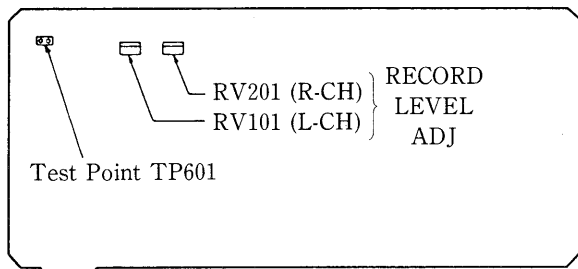 RV201 (R-CH)
RV101 (L-CH)
RECORD
LEVEL
ADJ
Test Point TP601